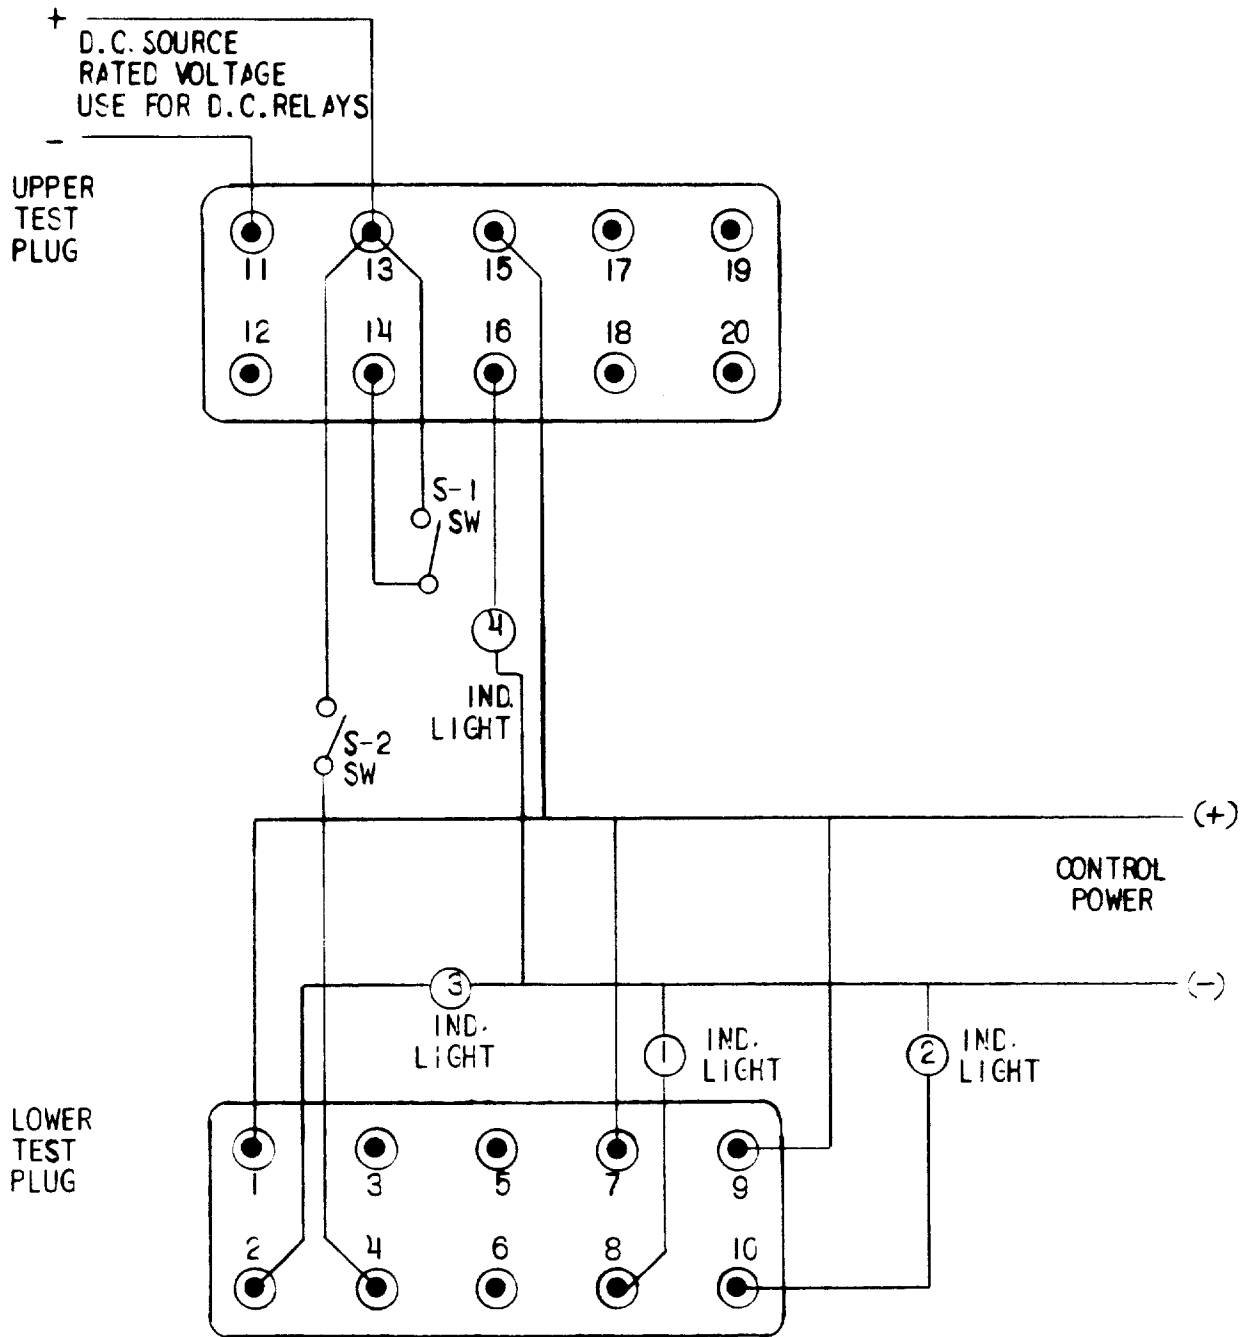 +
D.C. SOURCE
RATED VOLTAGE
USE FOR D.C. RELAYS
-
UPPER
TEST
PLUG
11 13 15 17 19
12 14 16 18 20
S-1
SW
4
IND.
LIGHT
S-2
SW
(+)
CONTROL
POWER
(-)
3
IND.
LIGHT
1
IND.
LIGHT
2
IND.
LIGHT
LOWER
TEST
PLUG
1 3 5 7 9
2 4 6 8 10